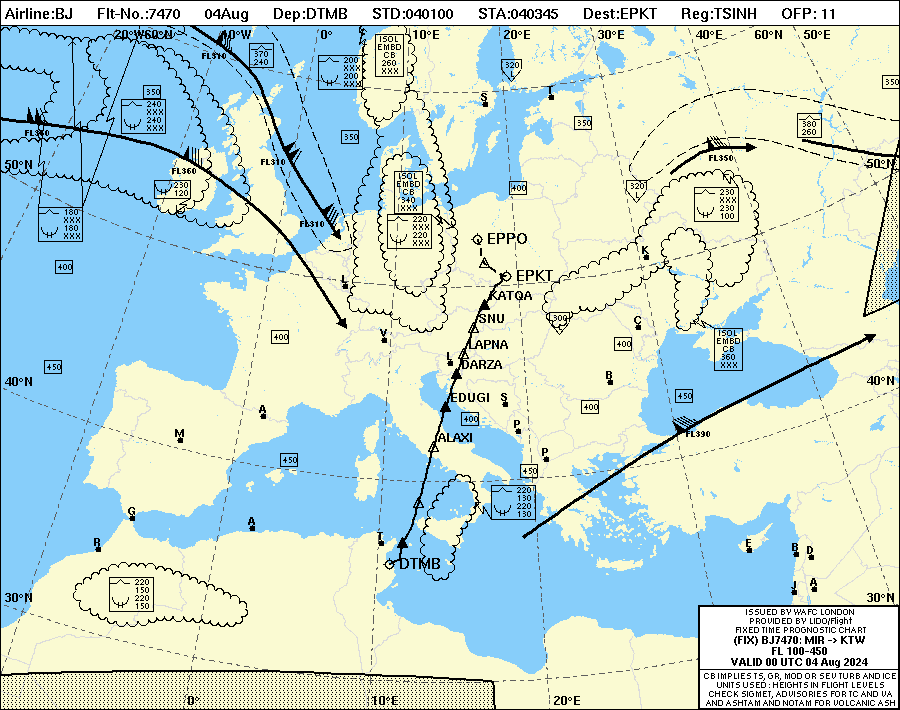 Airline:BJ Flt-No.:7470 04Aug Dep:DTMB STD:040100 STA:040345 Dest:EPKT Reg:TSINH OFP: 11
20°W60°N 10°W 0° 10°E 20°E 30°E 40°E 60°N 50°E
ISOL
EMBD
CB
260
XXX
FL310
370
240
200
XXX
200
XXX
320
L
350
350
240
XXX
240
XXX
350
350
380
260
S
T
FL360
FL310
FL350
50°N
50°N
FL360
230
120
ISOL
EMBD
CB
340
XXX
400
320
L
230
XXX
230
100
180
XXX
180
XXX
FL310
220
XXX
220
XXX
EPPO
K
400
L
I
EPKT
KATOA
300
L
SNU
C
V
400
LAPNA
400
ISOL
EMBD
CB
360
XXX
L
DARZA
450
B
40°N
40°N
EDUGI
S
450
A
400
400
P
M
ALAXI
FL390
450
450
P
G
220
130
220
130
A
R
T
E
B
D
DTMB
220
150
220
150
J
A
30°N
30°N
ISSUED BY WAFC LONDON
PROVIDED BY LIDO/Flight
FIXED TIME PROGNOSTIC CHART
(FIX) BJ7470: MIR -> KTW
FL 100-450
VALID 00 UTC 04 Aug 2024
CB IMPLIES TS, GR, MOD OR SEV TURB AND ICE
UNITS USED : HEIGHTS IN FLIGHT LEVELS
CHECK SIGMET, ADVISORIES FOR TC AND VA
AND ASHTAM AND NOTAM FOR VOLCANIC ASH
0° 10°E 20°E